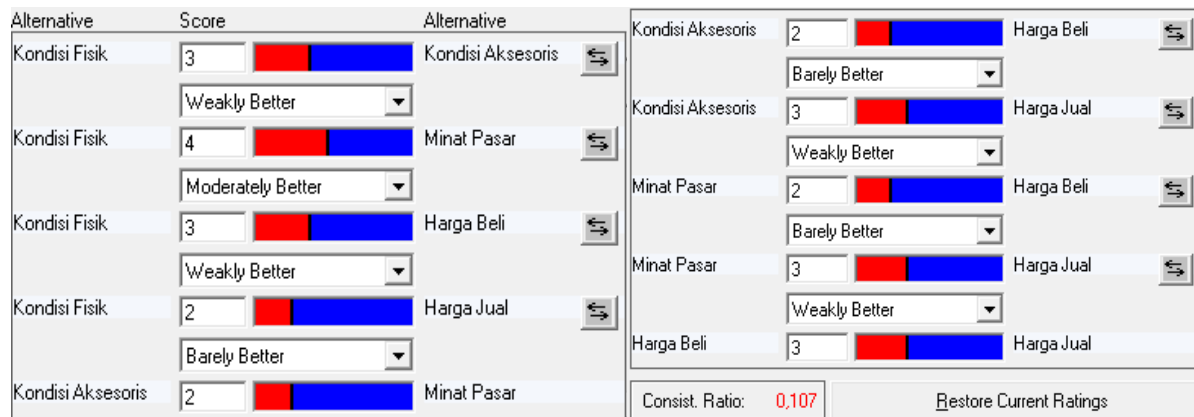 Alternative Score Alternative
Kondisi Fisik 3 Kondisi Aksesoris
Weakly Better
Kondisi Fisik 4 Minat Pasar
Moderately Better
Kondisi Fisik 3 Harga Beli
Weakly Better
Kondisi Fisik 2 Harga Jual
Barely Better
Kondisi Aksesoris 2 Minat Pasar
Kondisi Aksesoris 2 Harga Beli
Barely Better
Kondisi Aksesoris 3 Harga Jual
Weakly Better
Minat Pasar 2 Harga Beli
Barely Better
Minat Pasar 3 Harga Jual
Weakly Better
Harga Beli 3 Harga Jual
Consist. Ratio: 0,107 Restore Current Ratings